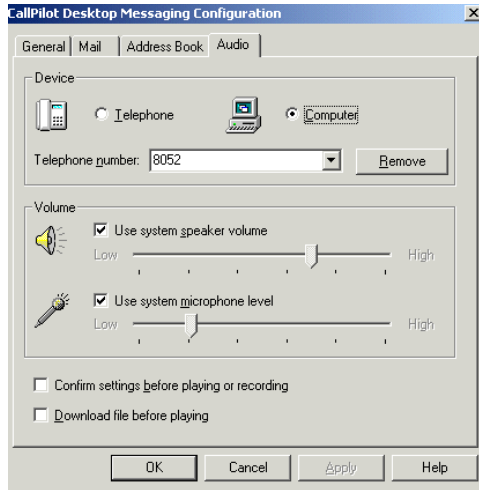 CallPilot Desktop Messaging Configuration
General Mail Address Book Audio
Device
Telephone Computer
Telephone number: 8052 Remove
Volume
Use system speaker volume
Low High
Use system microphone level
Low High
Confirm settings before playing or recording
Download file before playing
OK Cancel Apply Help